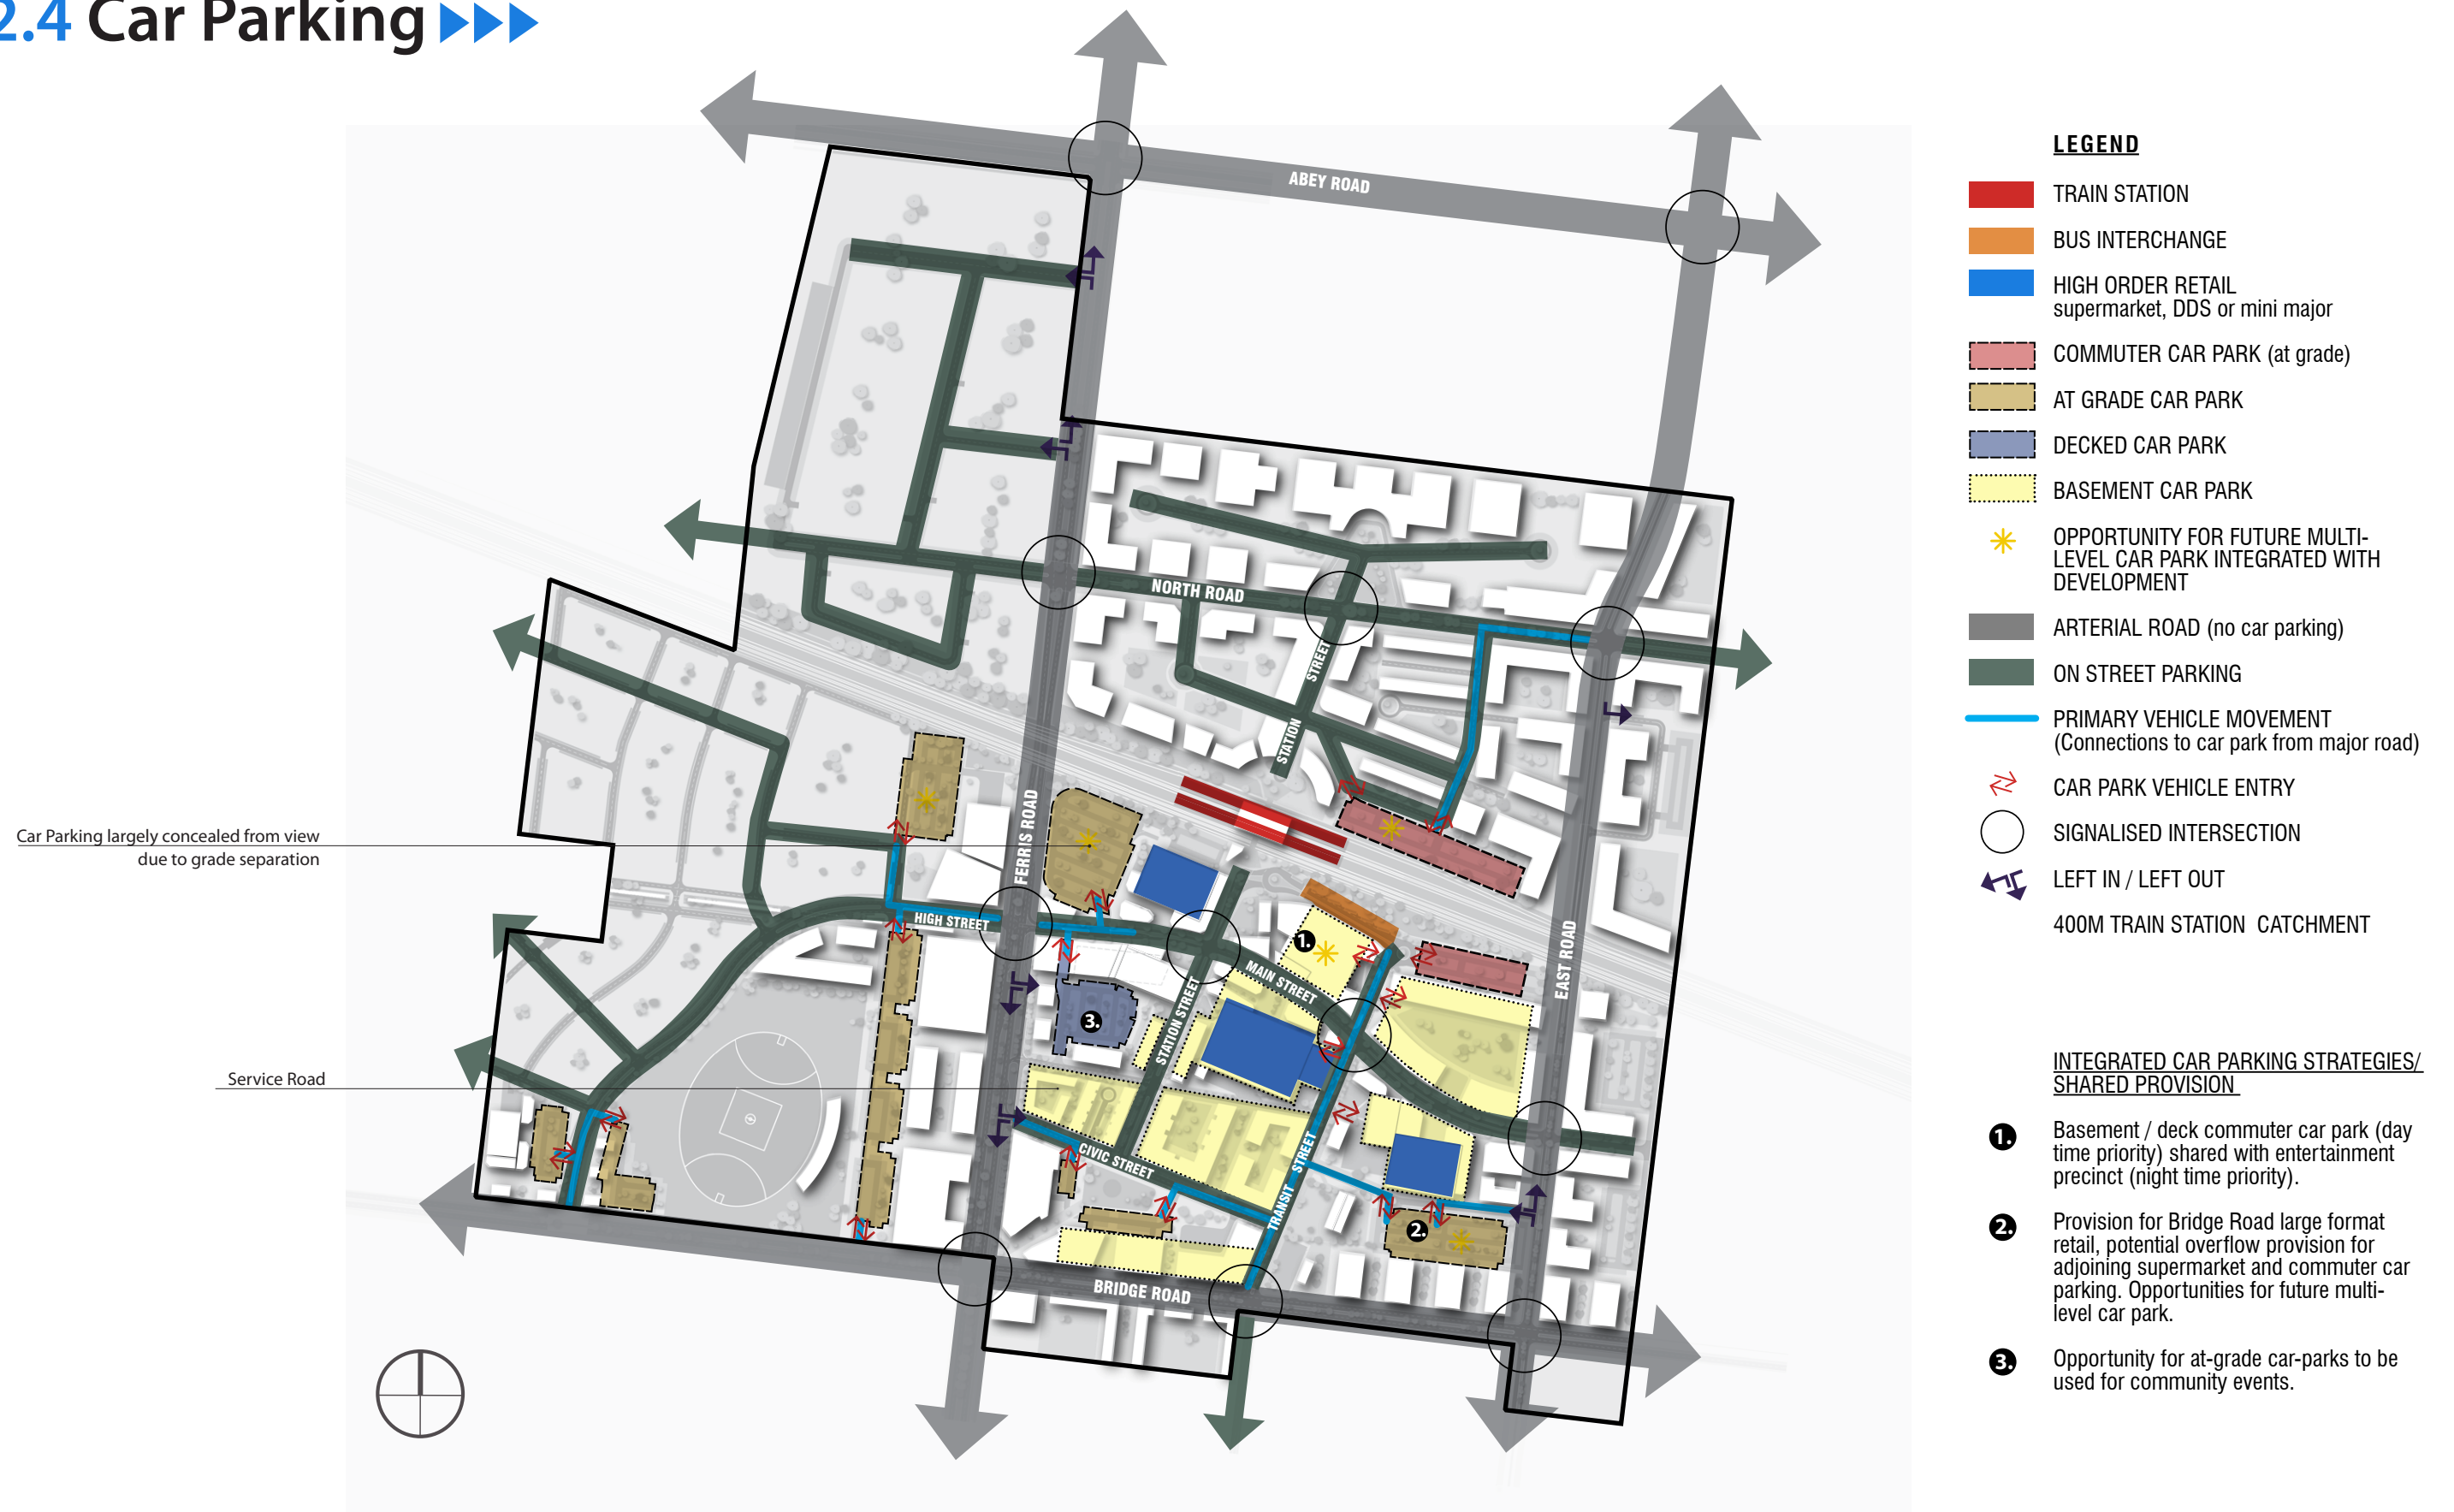 2.4 Car Parking
ABEY ROAD
NORTH ROAD
STREET
STATION
FERRIS ROAD
HIGH STREET
MAIN STREET
STATION STREET
EAST ROAD
CIVIC STREET
TRANSIT STREET
BRIDGE ROAD
1.
2.
3.
Car Parking largely concealed from view
due to grade separation
Service Road
LEGEND
TRAIN STATION
BUS INTERCHANGE
HIGH ORDER RETAIL
supermarket, DDS or mini major
COMMUTER CAR PARK (at grade)
AT GRADE CAR PARK
DECKED CAR PARK
BASEMENT CAR PARK
OPPORTUNITY FOR FUTURE MULTI-
LEVEL CAR PARK INTEGRATED WITH
DEVELOPMENT
ARTERIAL ROAD (no car parking)
ON STREET PARKING
PRIMARY VEHICLE MOVEMENT
(Connections to car park from major road)
CAR PARK VEHICLE ENTRY
SIGNALISED INTERSECTION
LEFT IN / LEFT OUT
400M TRAIN STATION CATCHMENT
INTEGRATED CAR PARKING STRATEGIES/
SHARED PROVISION
1. Basement / deck commuter car park (day
time priority) shared with entertainment
precinct (night time priority).
2. Provision for Bridge Road large format
retail, potential overflow provision for
adjoining supermarket and commuter car
parking. Opportunities for future multi-
level car park.
3. Opportunity for at-grade car-parks to be
used for community events.